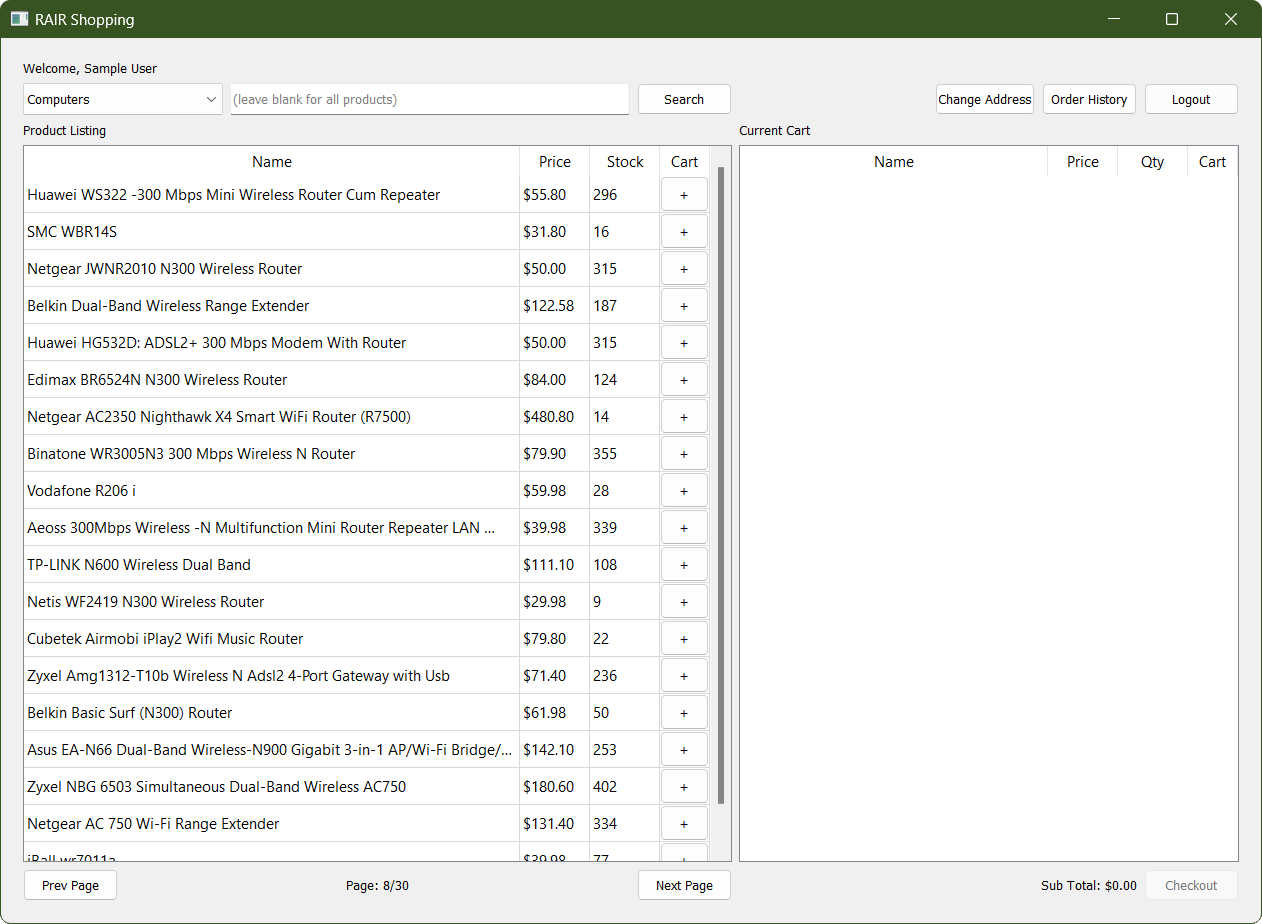 RAIR Shopping
Welcome, Sample User
Computers (leave blank for all products) Search Change Address Order History Logout
Product Listing Current Cart
Name Price Stock Cart Name Price Qty Cart
Huawei WS322 -300 Mbps Mini Wireless Router Cum Repeater $55.80 296 +
SMC WBR14S $31.80 16 +
Netgear JWNR2010 N300 Wireless Router $50.00 315 +
Belkin Dual-Band Wireless Range Extender $122.58 187 +
Huawei HG532D: ADSL2+ 300 Mbps Modem With Router $50.00 315 +
Edimax BR6524N N300 Wireless Router $84.00 124 +
Netgear AC2350 Nighthawk X4 Smart WiFi Router (R7500) $480.80 14 +
Binatone WR3005N3 300 Mbps Wireless N Router $79.90 355 +
Vodafone R206 i $59.98 28 +
Aeoss 300Mbps Wireless -N Multifunction Mini Router Repeater LAN ... $39.98 339 +
TP-LINK N600 Wireless Dual Band $111.10 108 +
Netis WF2419 N300 Wireless Router $29.98 9 +
Cubetek Airmobi iPlay2 Wifi Music Router $79.80 22 +
Zyxel Amg1312-T10b Wireless N Adsl2 4-Port Gateway with Usb $71.40 236 +
Belkin Basic Surf (N300) Router $61.98 50 +
Asus EA-N66 Dual-Band Wireless-N900 Gigabit 3-in-1 AP/Wi-Fi Bridge/... $142.10 253 +
Zyxel NBG 6503 Simultaneous Dual-Band Wireless AC750 $180.60 402 +
Netgear AC 750 Wi-Fi Range Extender $131.40 334 +
iBall wr7011a $39.98 77 +
Prev Page Page: 8/30 Next Page Sub Total: $0.00 Checkout